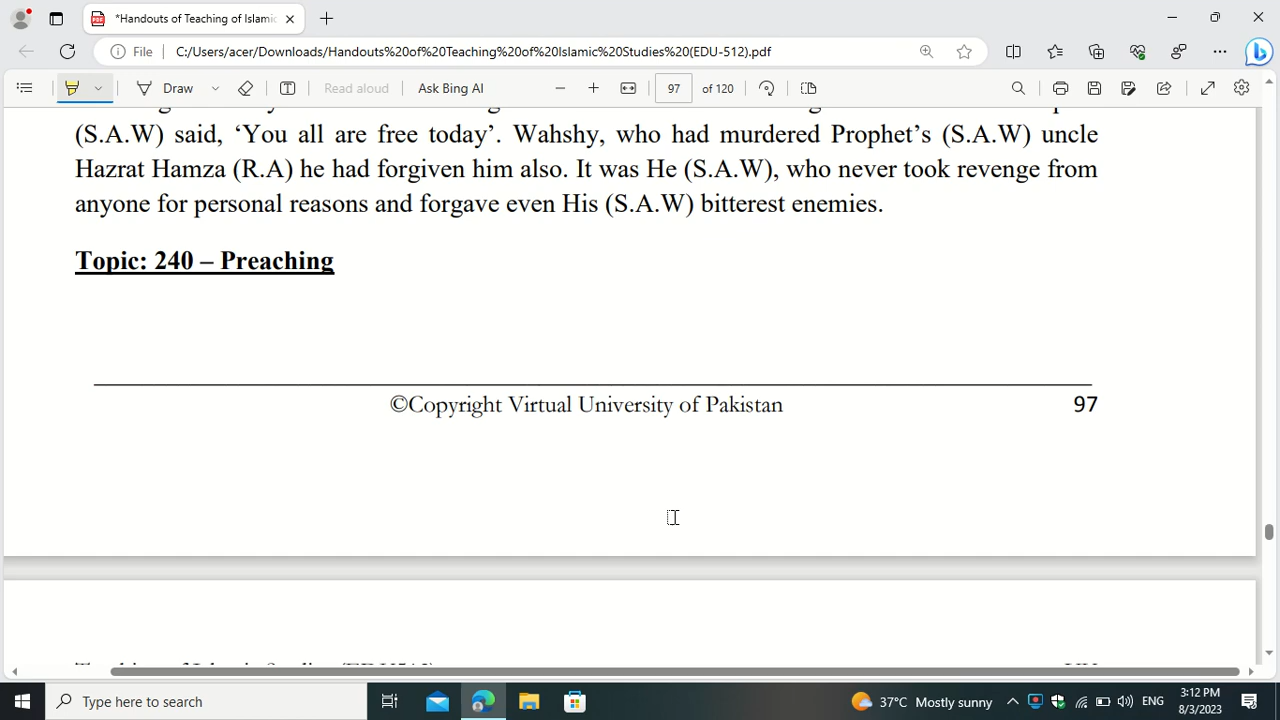 *Handouts of Teaching of Islamic
File
C:/Users/acer/Downloads/Handouts%20of%20Teaching%20of%20Islamic%20Studies%20(EDU-512).pdf
Draw
Read aloud
Ask Bing AI
97 of 120
(S.A.W) said, ‘You all are free today’. Wahshy, who had murdered Prophet’s (S.A.W) uncle
Hazrat Hamza (R.A) he had forgiven him also. It was He (S.A.W), who never took revenge from
anyone for personal reasons and forgave even His (S.A.W) bitterest enemies.
Topic: 240 – Preaching
©Copyright Virtual University of Pakistan 97
Type here to search
37°C Mostly sunny
ENG
3:12 PM
8/3/2023